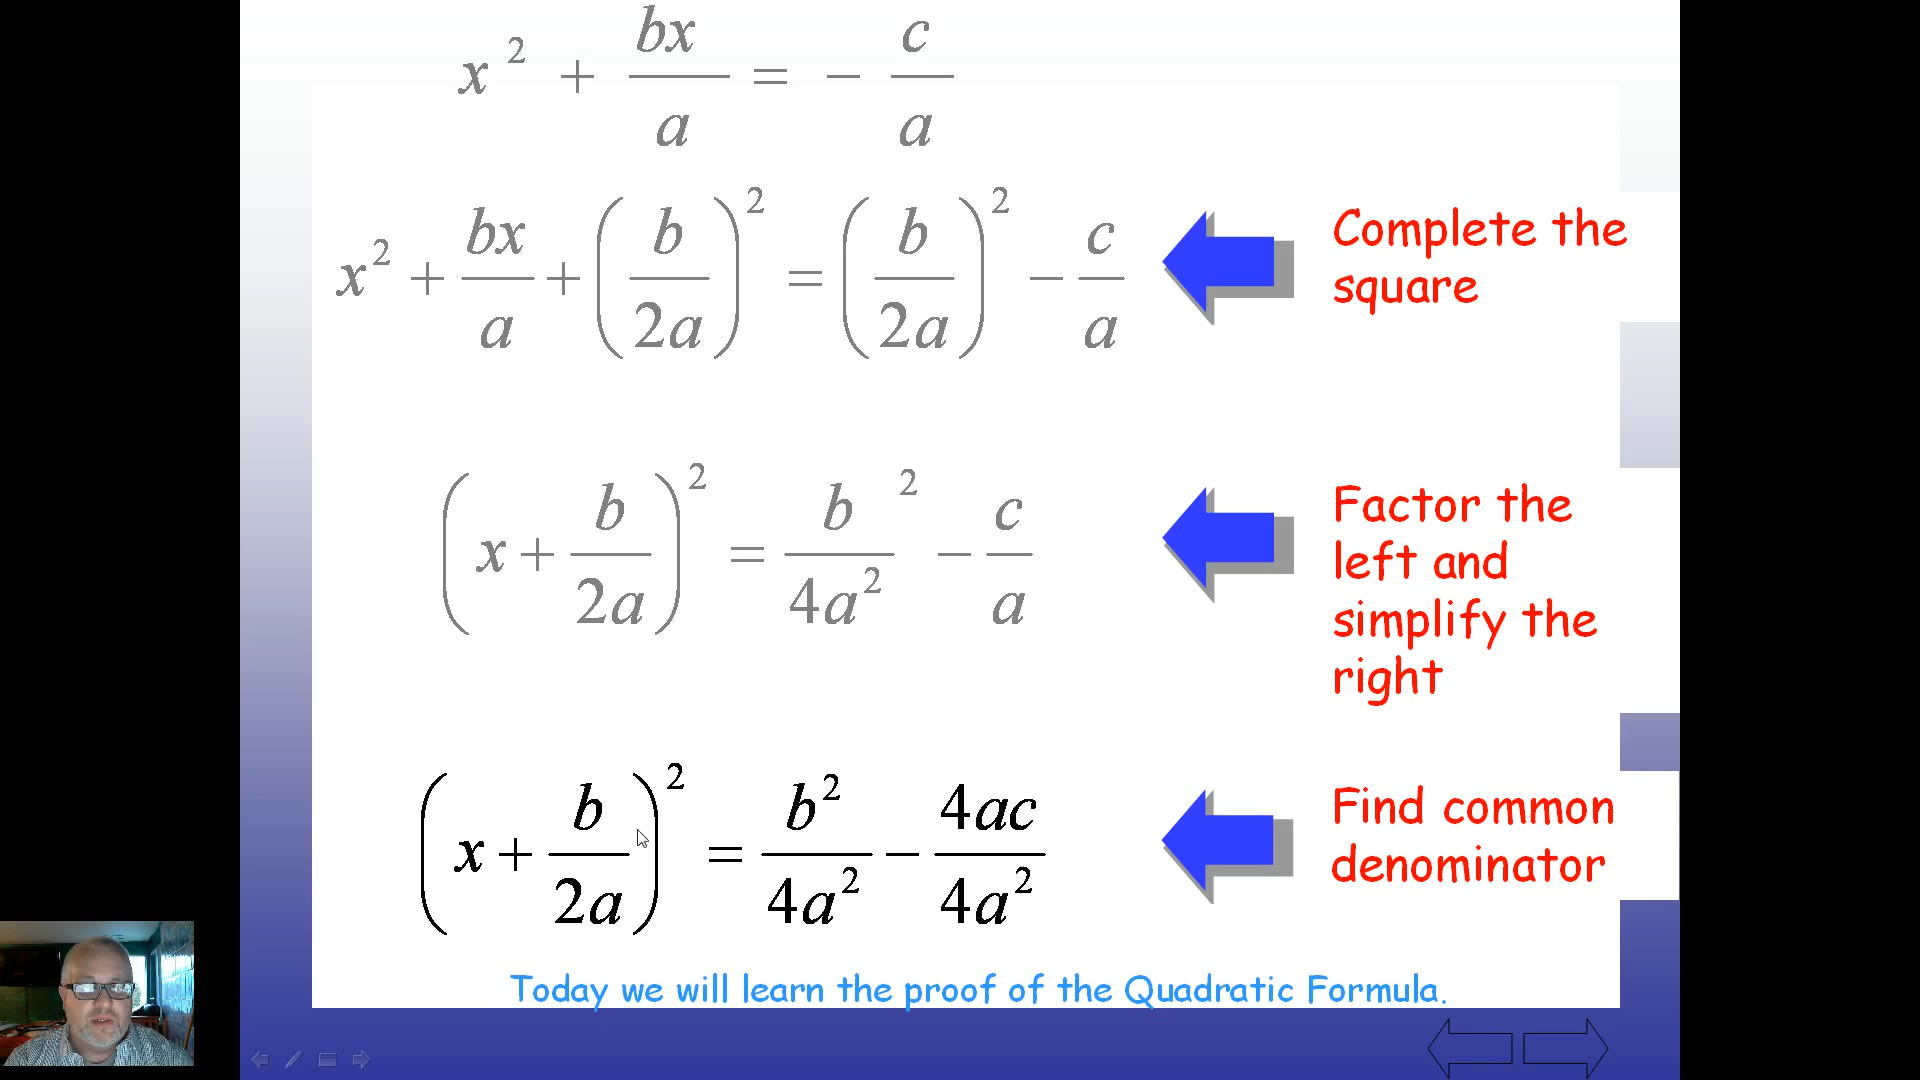 x² + bx/a = − c/a
x² + bx/a + (b/2a)² = (b/2a)² − c/a
Complete the
square
(x + b/2a)² = b²/4a² − c/a
Factor the
left and
simplify the
right
(x + b/2a)² = b²/4a² − 4ac/4a²
Find common
denominator
Today we will learn the proof of the Quadratic Formula.